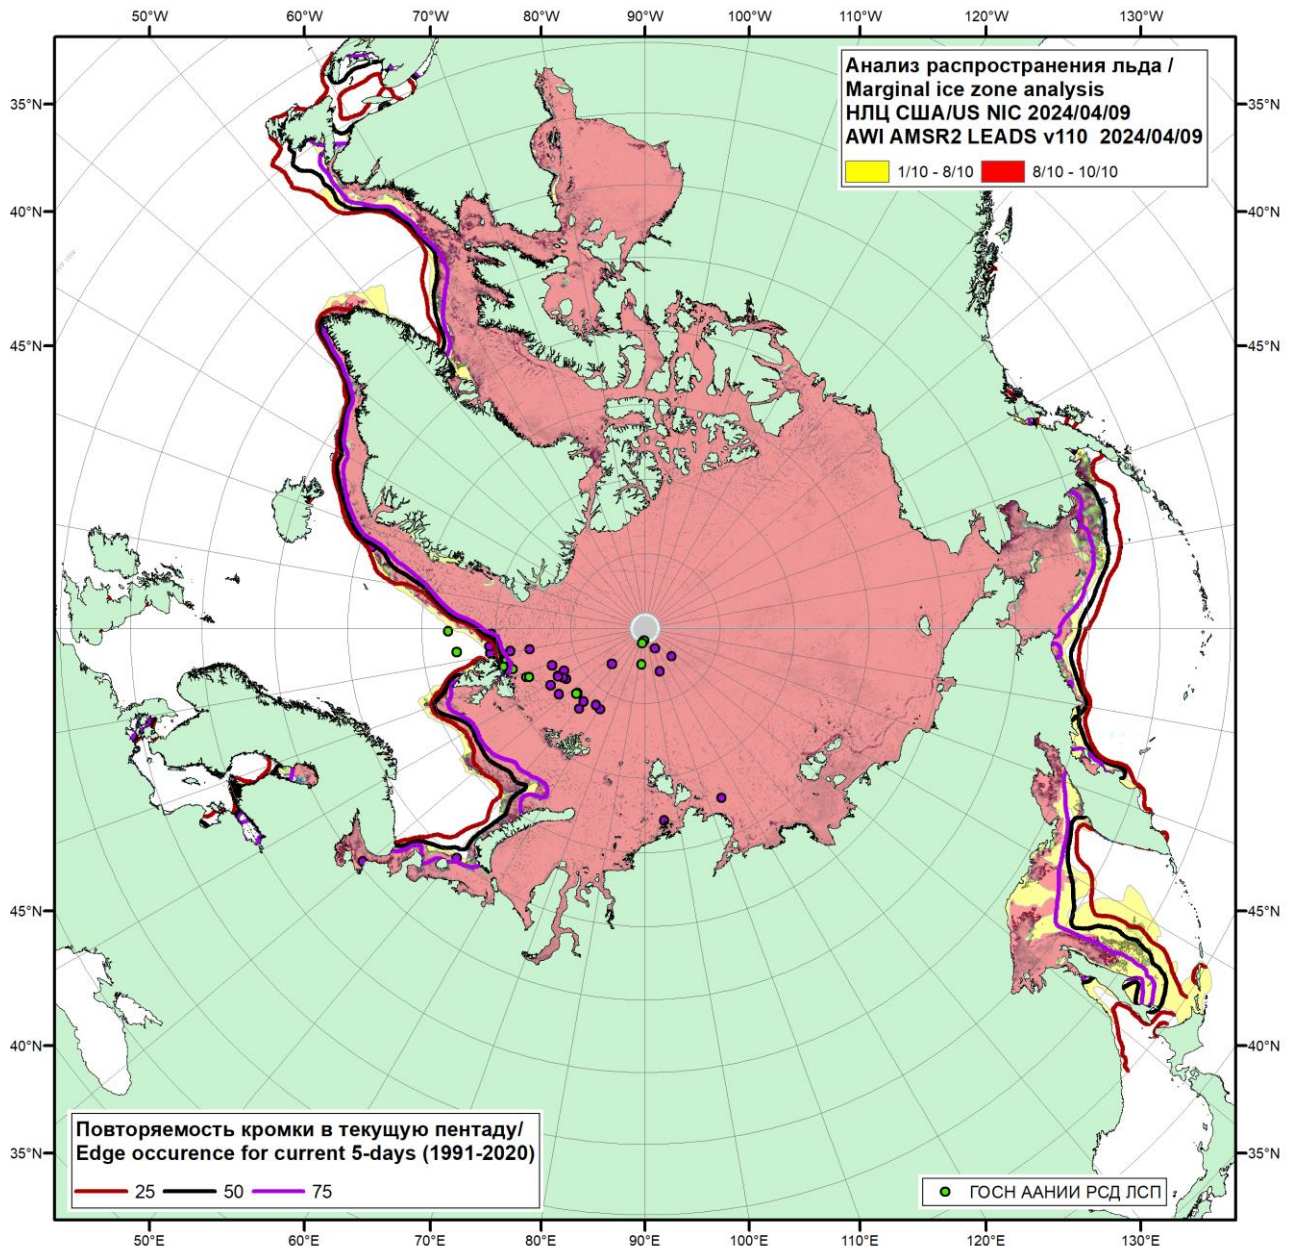 50°W 60°W 70°W 80°W 90°W 100°W 110°W 120°W 130°W
Анализ распространения льда /
Marginal ice zone analysis
НЛЦ США/US NIC 2024/04/09
AWI AMSR2 LEADS v110 2024/04/09
1/10 - 8/10 8/10 - 10/10
35°N 35°N
40°N 40°N
45°N 45°N
45°N 45°N
40°N 40°N
35°N 35°N
Повторяемость кромки в текущую пентаду/
Edge occurence for current 5-days (1991-2020)
25 50 75
ГОСН ААНИИ РСД ЛСП
50°E 60°E 70°E 80°E 90°E 100°E 110°E 120°E 130°E